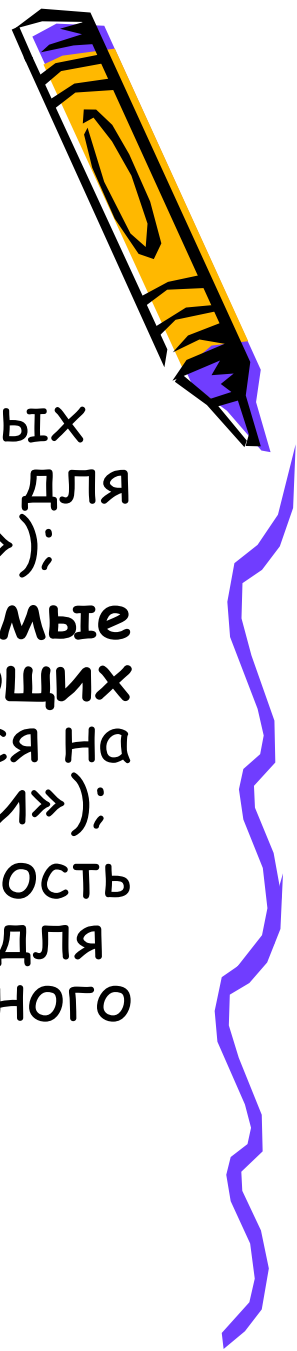 ых
для
»);
мые
щих
ся на
и»);
ость
для
ного